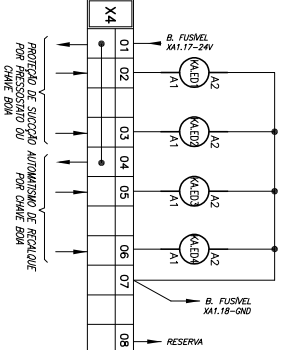 X4
01
B. FUSÍVEL
XA1.17-24V
02
A1
KA.ED1
A2
03
A1
KA.ED2
A2
04
05
A1
KA.ED3
A2
06
A1
KA.ED4
A2
07
B. FUSÍVEL
XA1.18-GND
08
RESERVA
PROTEÇÃO DE SUCCÇÃO
POR PRESSOSTATO OU
CHAVE BOIA
AUTOMATISMO DE RECALQUE
POR CHAVE BOIA